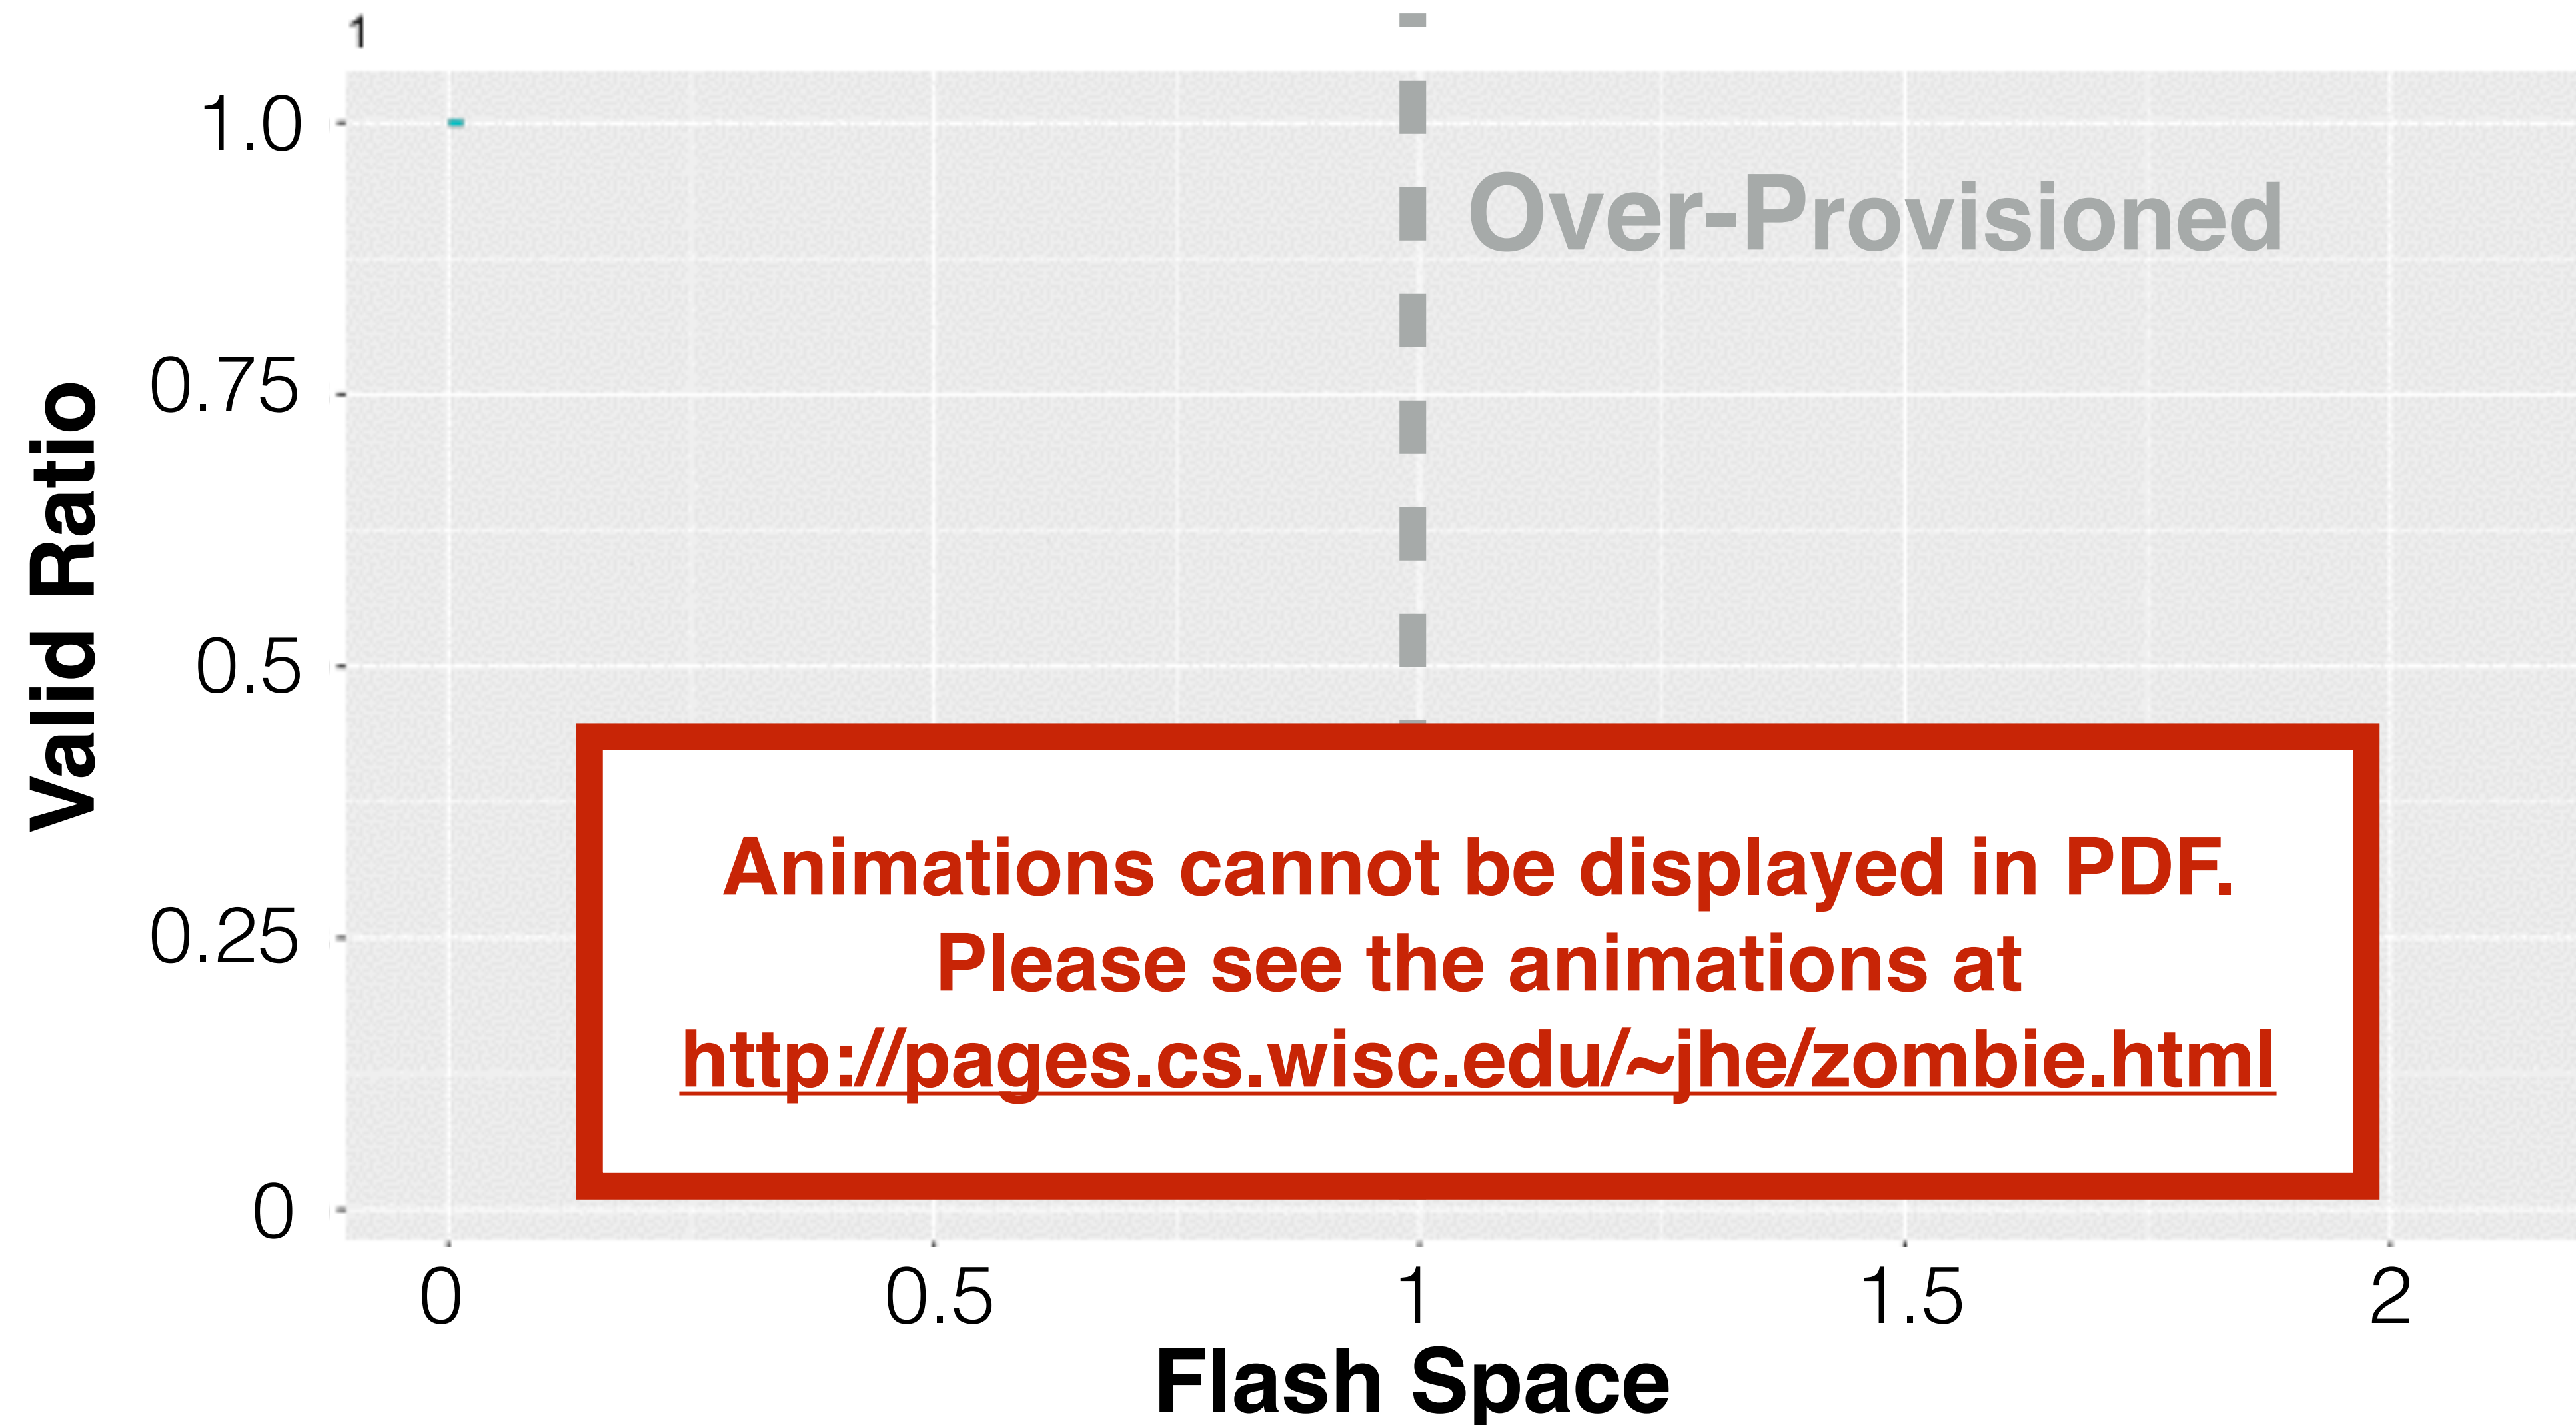 1
1.0
Over-Provisioned
0.75
Valid Ratio
0.5
Animations cannot be displayed in PDF.
Please see the animations at
http://pages.cs.wisc.edu/~jhe/zombie.html
0.25
0
0 0.5 1 1.5 2
Flash Space